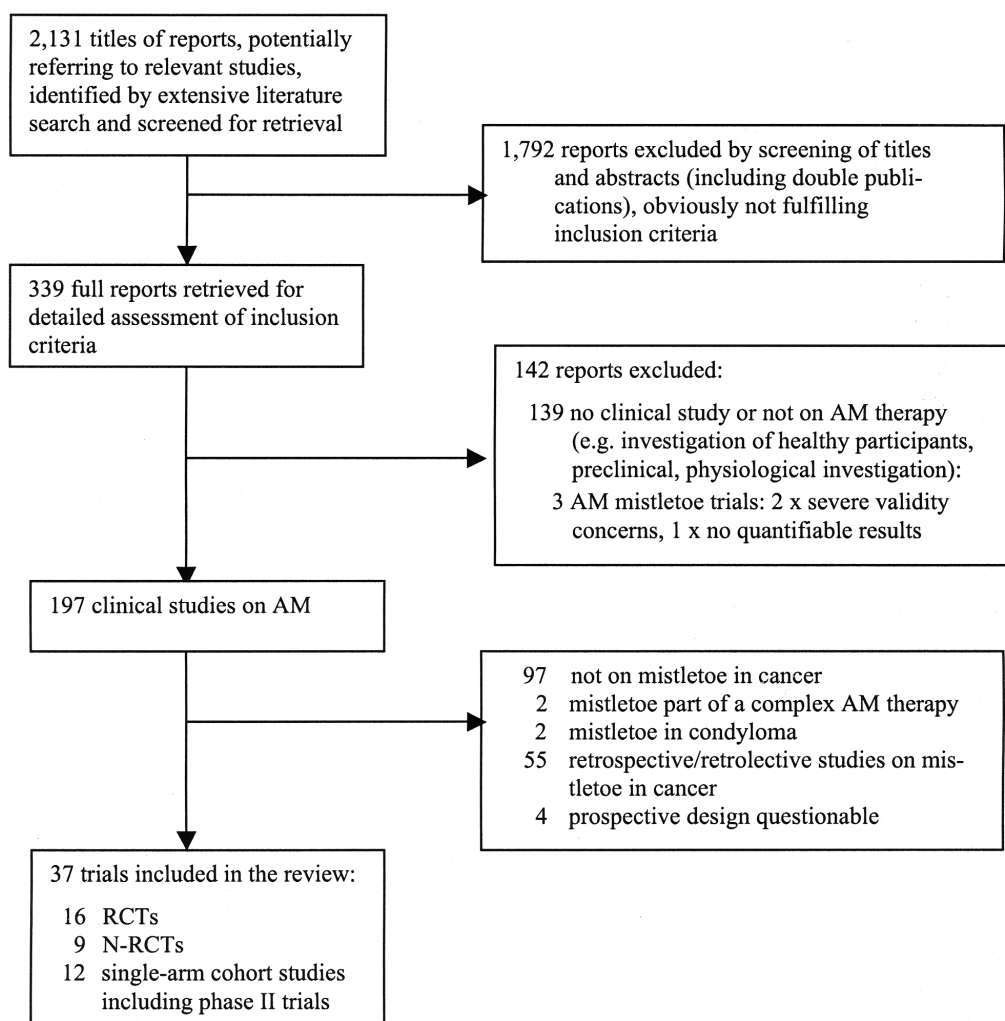 2,131 titles of reports, potentially
referring to relevant studies,
identified by extensive literature
search and screened for retrieval
1,792 reports excluded by screening of titles
and abstracts (including double publi-
cations), obviously not fulfilling
inclusion criteria
339 full reports retrieved for
detailed assessment of inclusion
criteria
142 reports excluded:
139 no clinical study or not on AM therapy
(e.g. investigation of healthy participants,
preclinical, physiological investigation):
3 AM mistletoe trials: 2 x severe validity
concerns, 1 x no quantifiable results
197 clinical studies on AM
97 not on mistletoe in cancer
2 mistletoe part of a complex AM therapy
2 mistletoe in condyloma
55 retrospective/retrolective studies on mis-
tletoe in cancer
4 prospective design questionable
37 trials included in the review:
16 RCTs
9 N-RCTs
12 single-arm cohort studies
including phase II trials